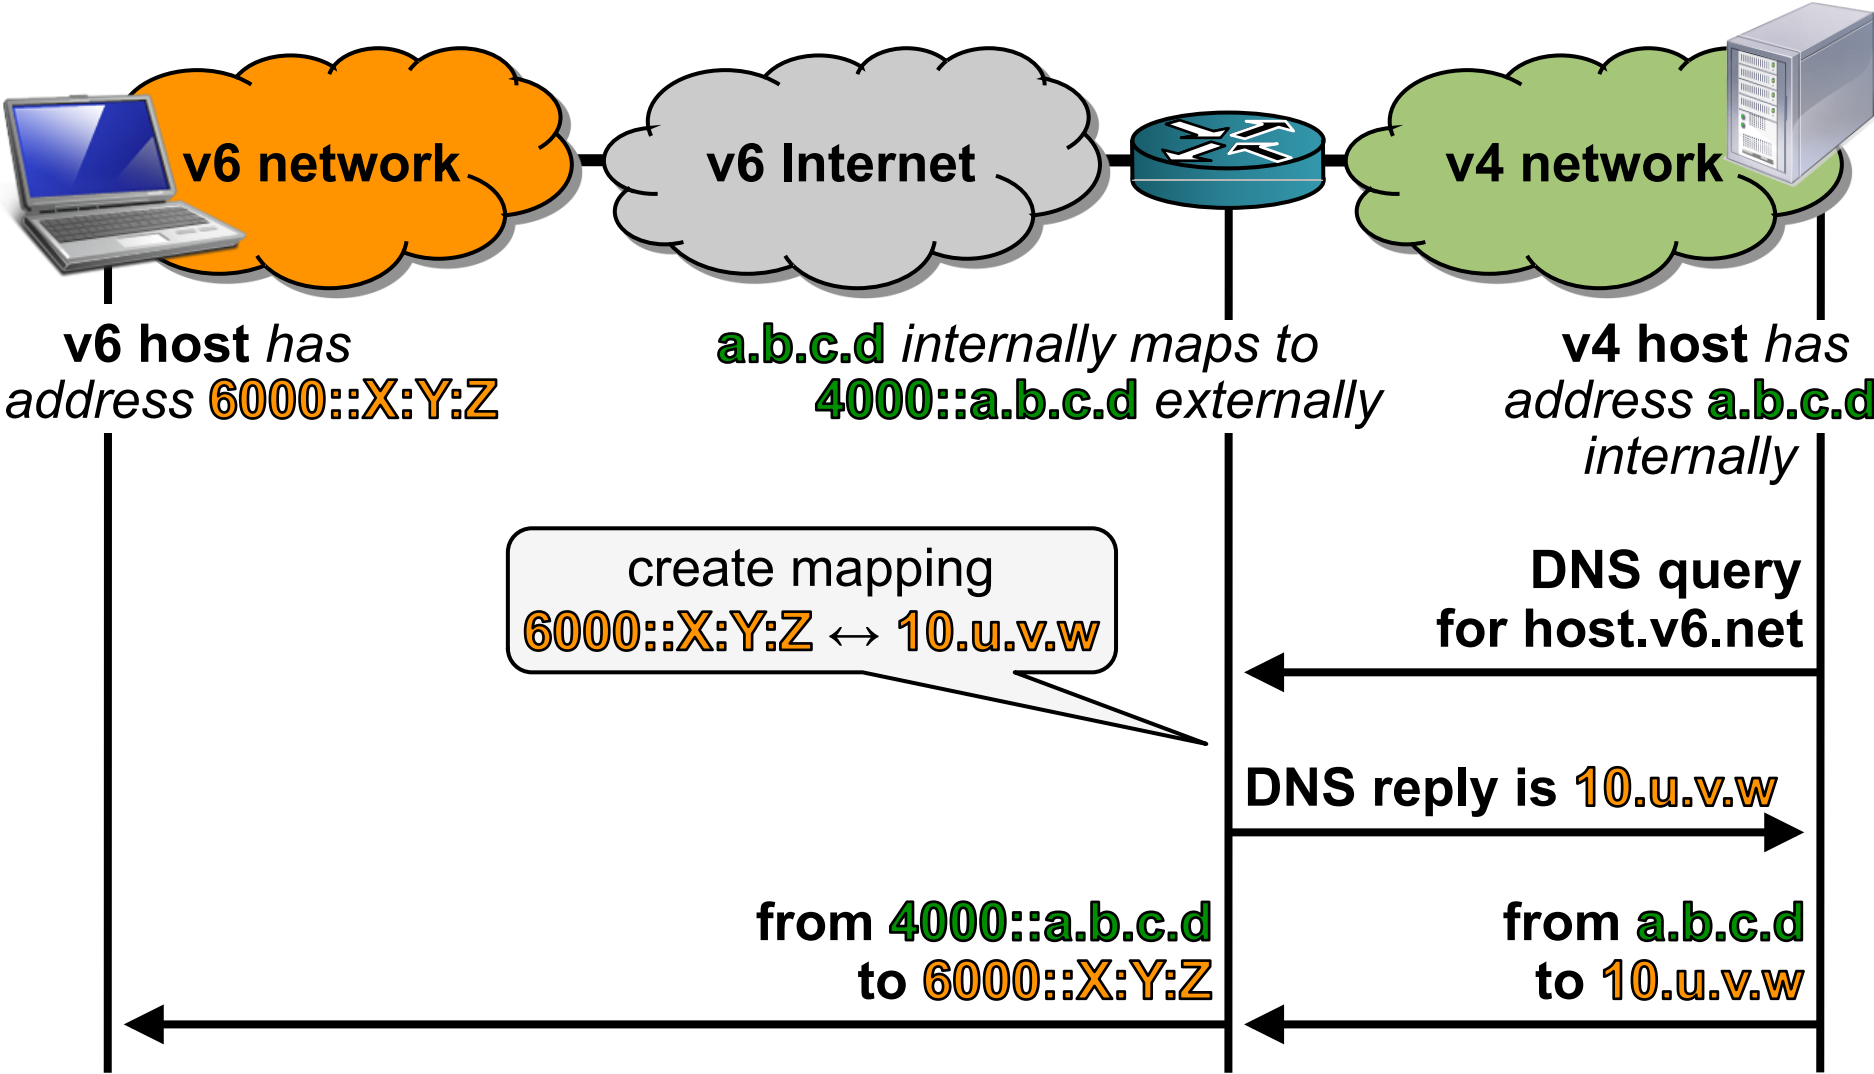 v6 network
v6 Internet
v4 network
v6 host has
address 6000::X:Y:Z
a.b.c.d internally maps to
4000::a.b.c.d externally
v4 host has
address a.b.c.d
internally
create mapping
6000::X:Y:Z ↔ 10.u.v.w
DNS query
for host.v6.net
DNS reply is 10.u.v.w
from 4000::a.b.c.d
to 6000::X:Y:Z
from a.b.c.d
to 10.u.v.w